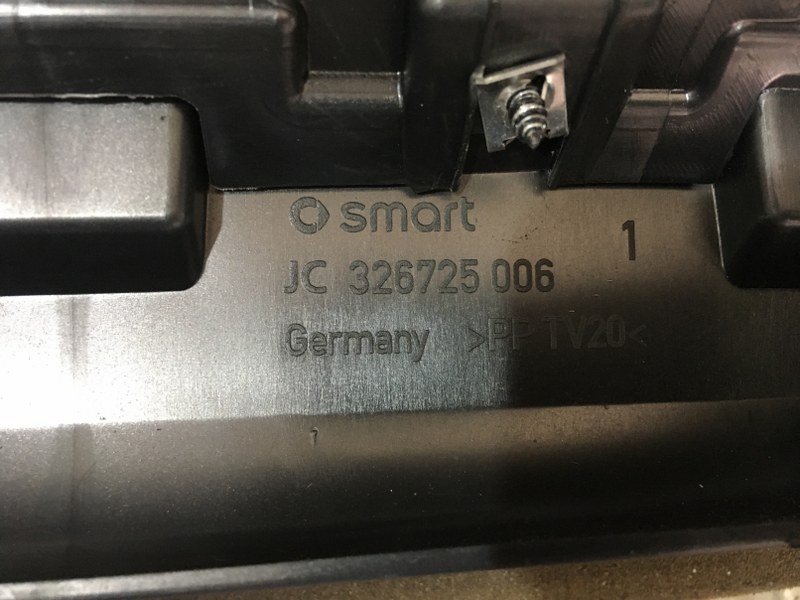 smart
1
JC 326725 006
Germany >PP TV20<